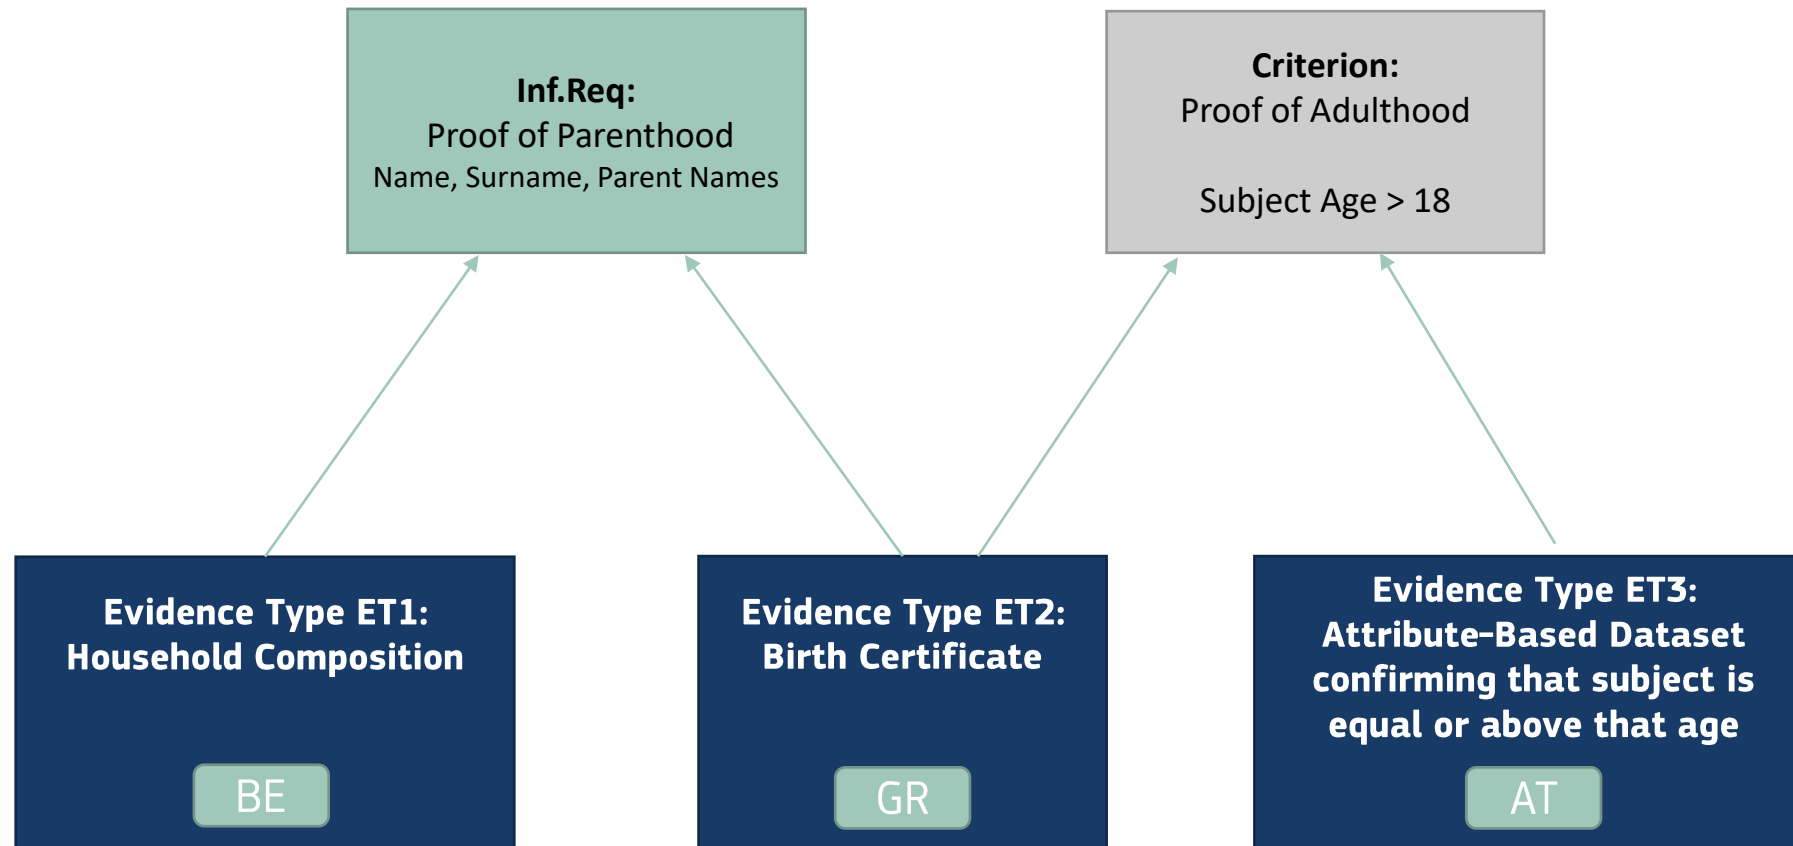 Inf.Req:
Proof of Parenthood
Name, Surname, Parent Names
Criterion:
Proof of Adulthood
Subject Age > 18
Evidence Type ET1:
Household Composition
BE
Evidence Type ET2:
Birth Certificate
GR
Evidence Type ET3:
Attribute-Based Dataset
confirming that subject is
equal or above that age
AT